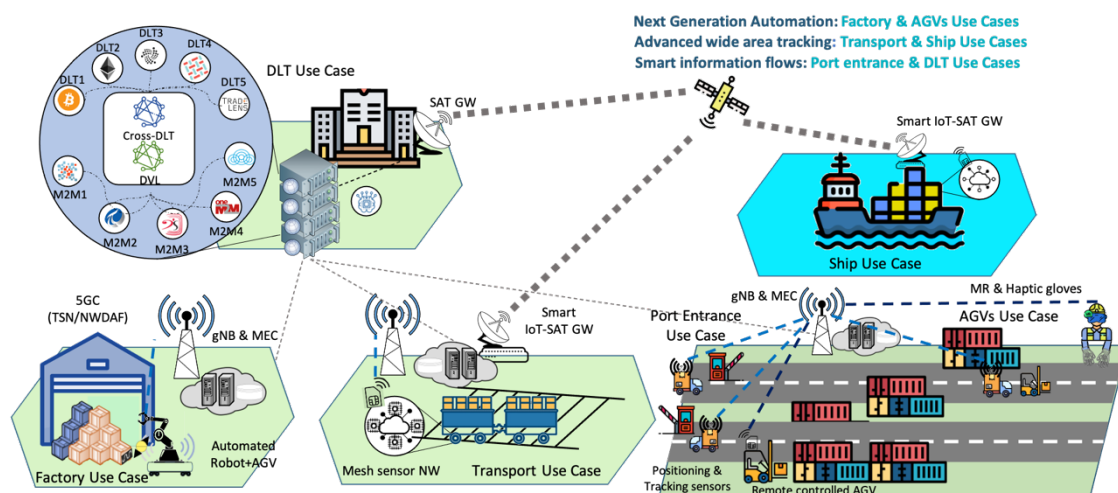 Next Generation Automation: Factory & AGVs Use Cases
Advanced wide area tracking: Transport & Ship Use Cases
Smart information flows: Port entrance & DLT Use Cases
DLT1
DLT2
DLT3
DLT4
DLT5
TRADE
LENS
Cross-DLT
DVL
M2M1
M2M2
M2M3
one
M2M
M2M4
M2M5
DLT Use Case
SAT GW
Smart IoT-SAT GW
Ship Use Case
5GC
(TSN/NWDAF)
gNB & MEC
Automated
Robot+AGV
Factory Use Case
Smart
IoT-SAT GW
Mesh sensor NW
Transport Use Case
gNB & MEC
Port Entrance
Use Case
MR & Haptic gloves
AGVs Use Case
Positioning &
Tracking sensors
Remote controlled AGV